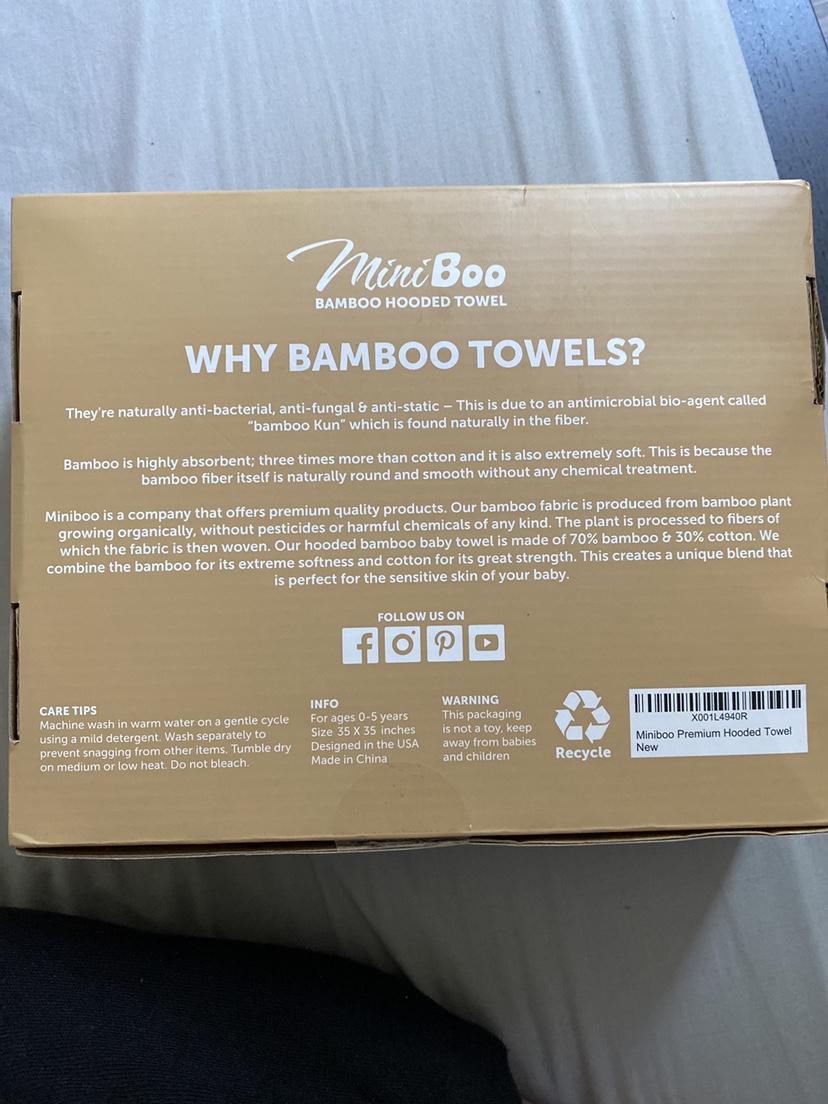 MiniBoo
BAMBOO HOODED TOWEL
WHY BAMBOO TOWELS?
They're naturally anti-bacterial, anti-fungal & anti-static – This is due to an antimicrobial bio-agent called
"bamboo Kun" which is found naturally in the fiber.
Bamboo is highly absorbent; three times more than cotton and it is also extremely soft. This is because the
bamboo fiber itself is naturally round and smooth without any chemical treatment.
Miniboo is a company that offers premium quality products. Our bamboo fabric is produced from bamboo plant
growing organically, without pesticides or harmful chemicals of any kind. The plant is processed to fibers of
which the fabric is then woven. Our hooded bamboo baby towel is made of 70% bamboo & 30% cotton. We
combine the bamboo for its extreme softness and cotton for its great strength. This creates a unique blend that
is perfect for the sensitive skin of your baby.
FOLLOW US ON
CARE TIPS
Machine wash in warm water on a gentle cycle
using a mild detergent. Wash separately to
prevent snagging from other items. Tumble dry
on medium or low heat. Do not bleach.
INFO
For ages 0-5 years
Size 35 X 35 inches
Designed in the USA
Made in China
WARNING
This packaging
is not a toy, keep
away from babies
and children
Recycle
X001L4940R
Miniboo Premium Hooded Towel
New